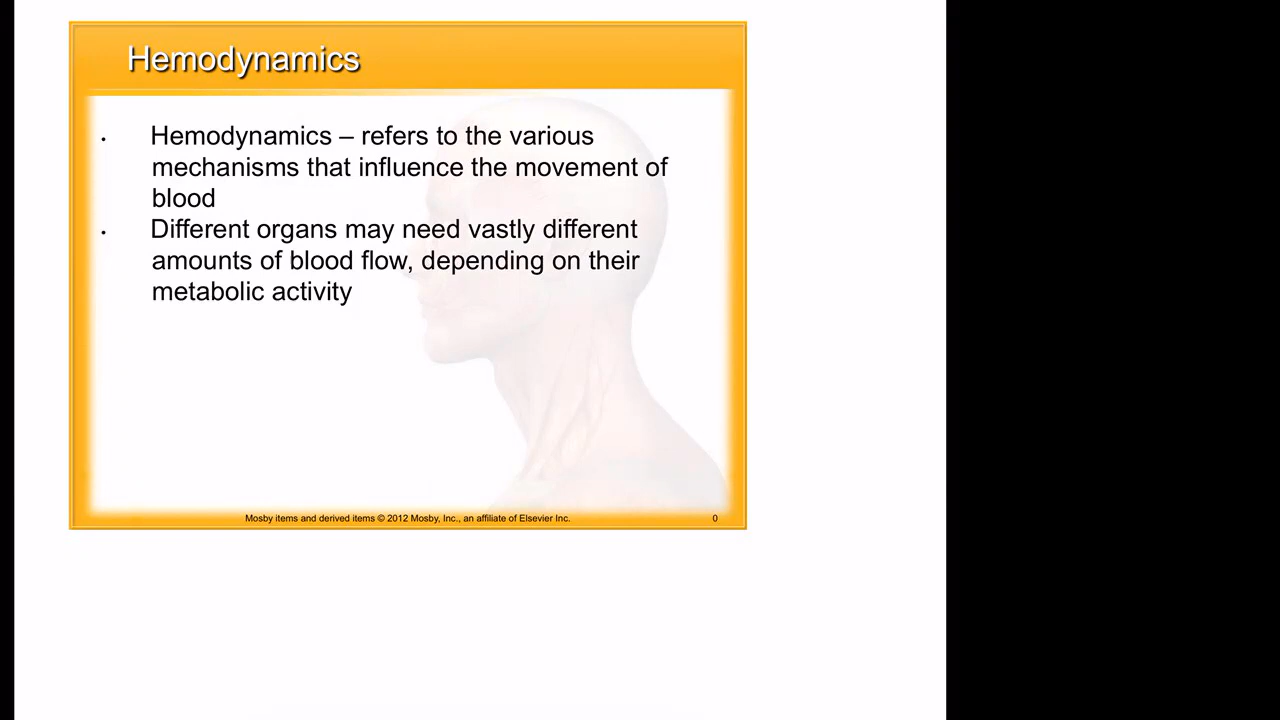 Hemodynamics
• Hemodynamics – refers to the various
mechanisms that influence the movement of
blood
• Different organs may need vastly different
amounts of blood flow, depending on their
metabolic activity
Mosby items and derived items © 2012 Mosby, Inc., an affiliate of Elsevier Inc. 0